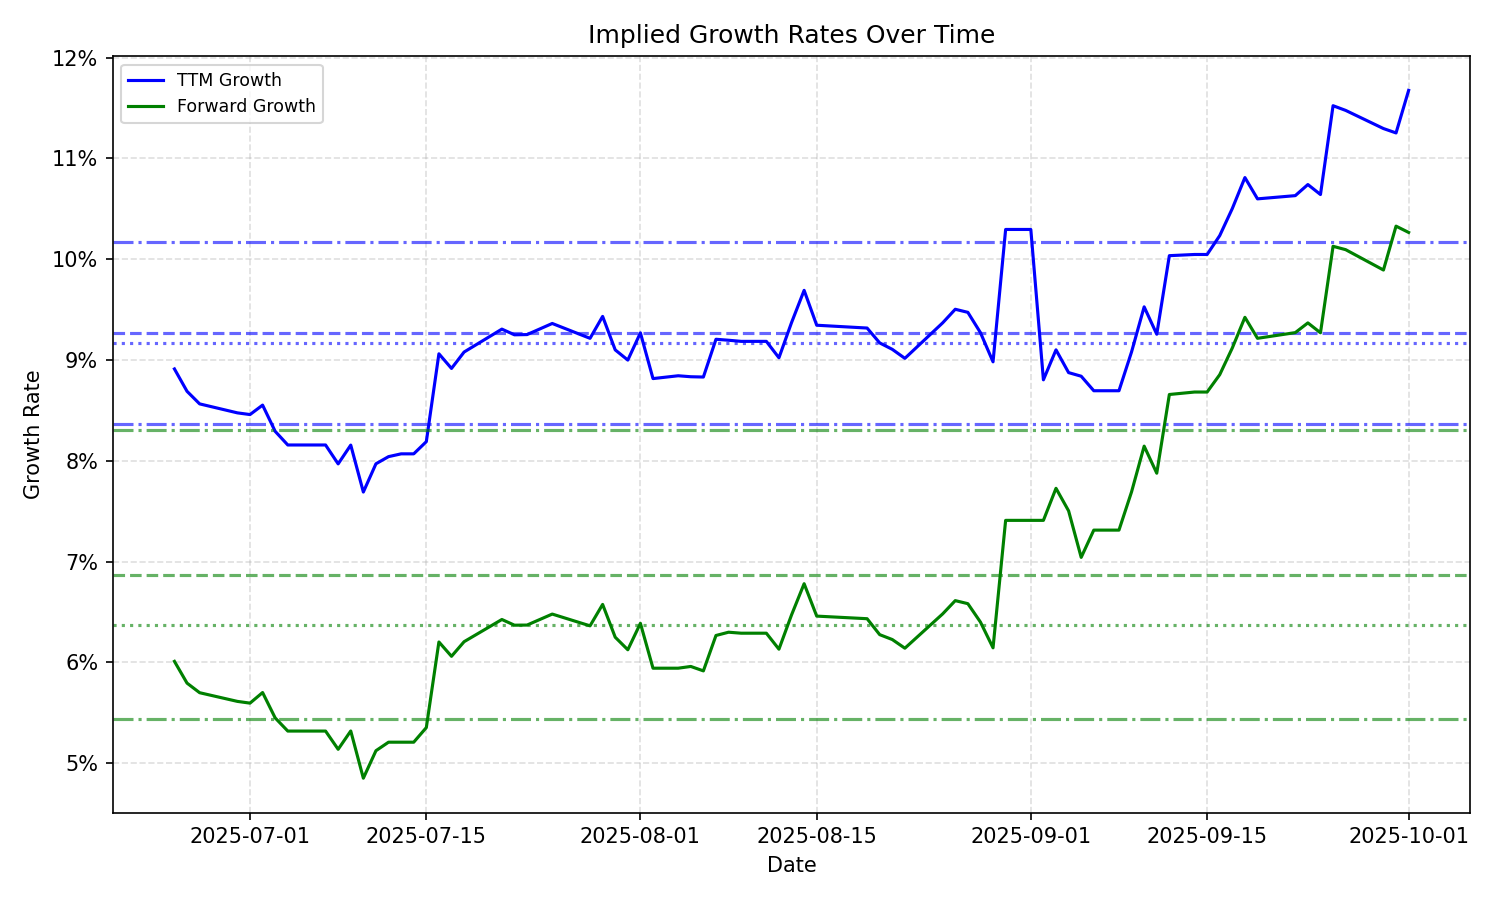 Implied Growth Rates Over Time
TTM Growth
Forward Growth
Growth Rate
12%
11%
10%
9%
8%
7%
6%
5%
2025-07-01 2025-07-15 2025-08-01 2025-08-15 2025-09-01 2025-09-15 2025-10-01
Date